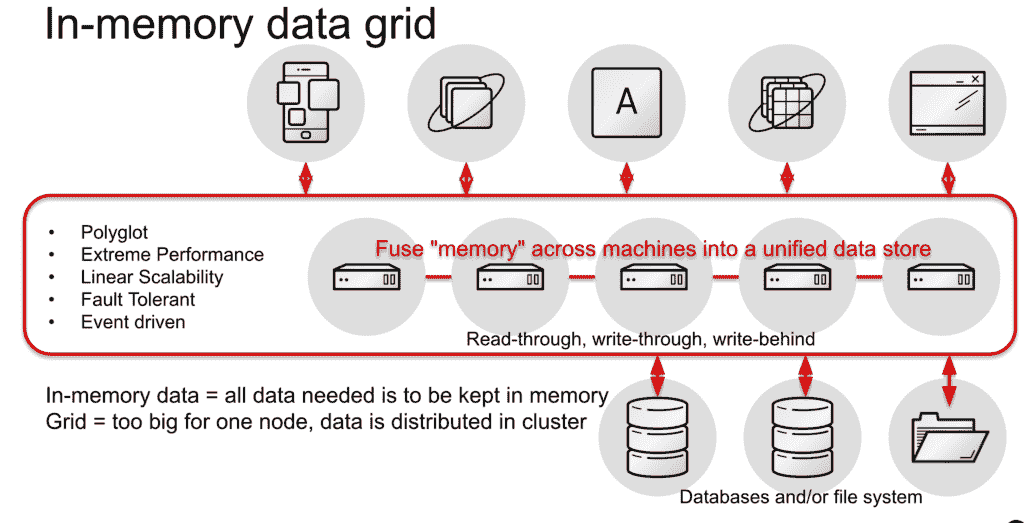 In-memory data grid
A
• Polyglot
• Extreme Performance
• Linear Scalability
• Fault Tolerant
• Event driven
Fuse "memory" across machines into a unified data store
Read-through, write-through, write-behind
In-memory data = all data needed is to be kept in memory
Grid = too big for one node, data is distributed in cluster
Databases and/or file system